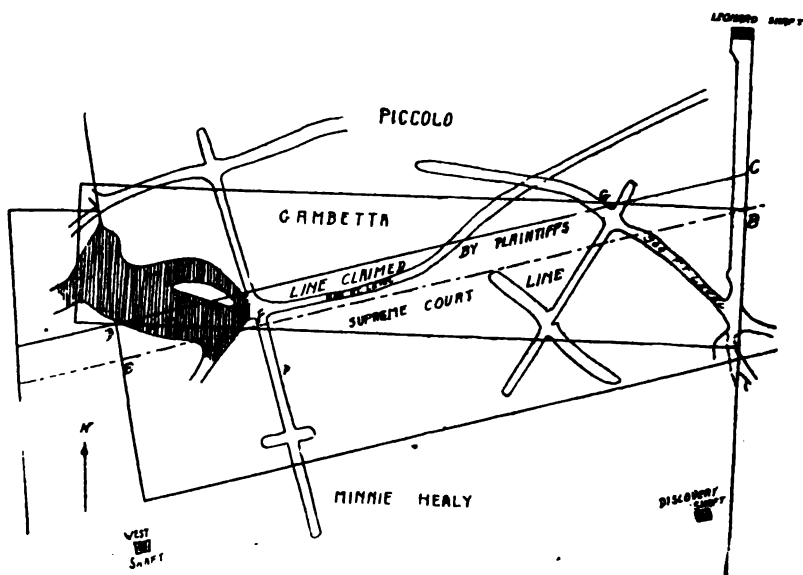 LEONARD SHAFT
PICCOLO
C
G
GAMBETTA
B
LINE CLAIMED BY PLAINTIFFS
SUPREME COURT LINE
F
D
E
P
N
MINNIE HEALY
DISCOVERY
SHAFT
WEST
SHAFT